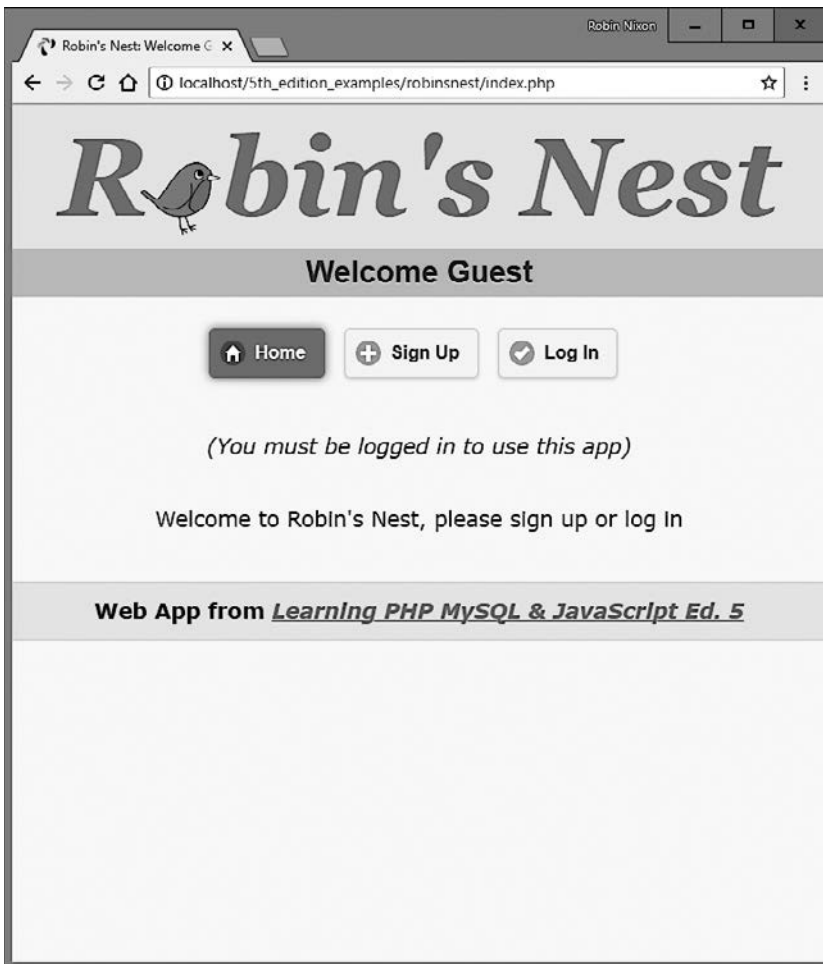 Robin Nixon
Robin's Nest: Welcome G
localhost/5th_edition_examples/robinsnest/index.php
Robin's Nest
Welcome Guest
Home Sign Up Log In
(You must be logged in to use this app)
Welcome to Robin's Nest, please sign up or log in
Web App from Learning PHP MySQL & JavaScript Ed. 5